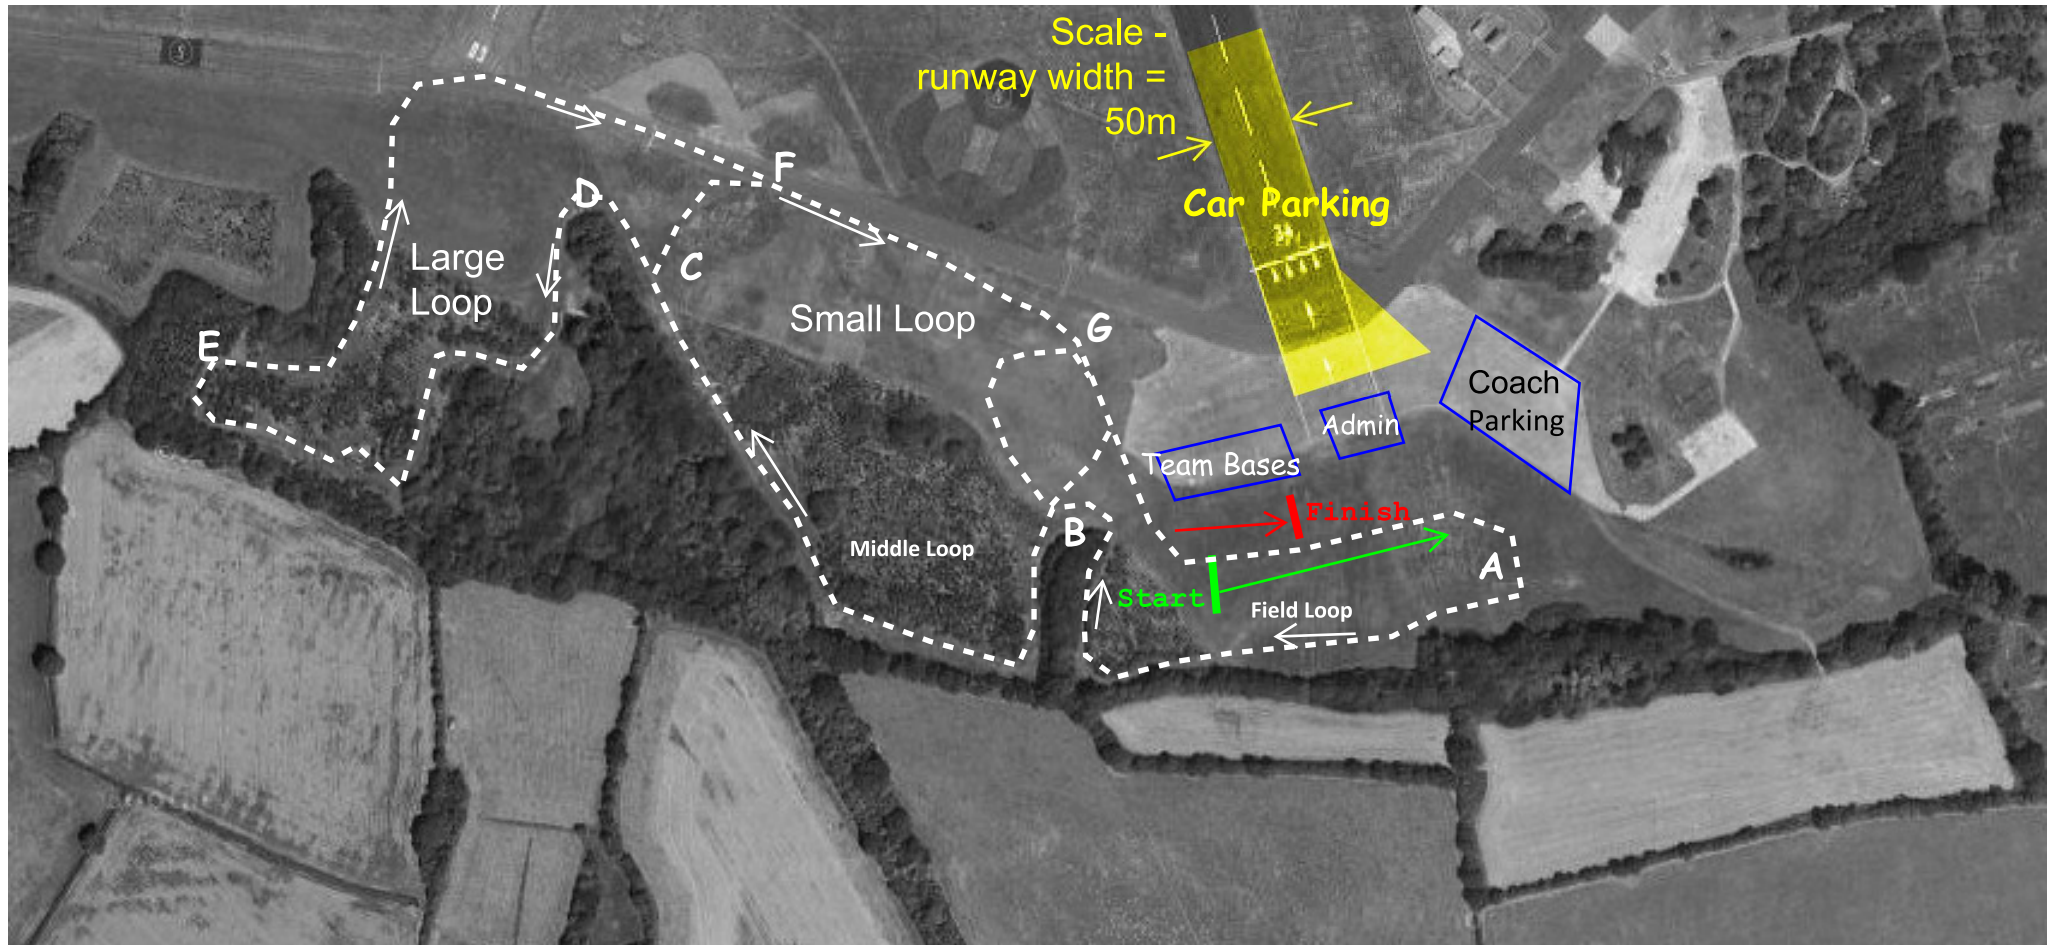 Scale -
runway width =
50m
F
D
Car Parking
C
Large
Loop
Small Loop
G
E
Coach
Parking
Admin
Team Bases
Finish
B
Middle Loop
A
Start
Field Loop